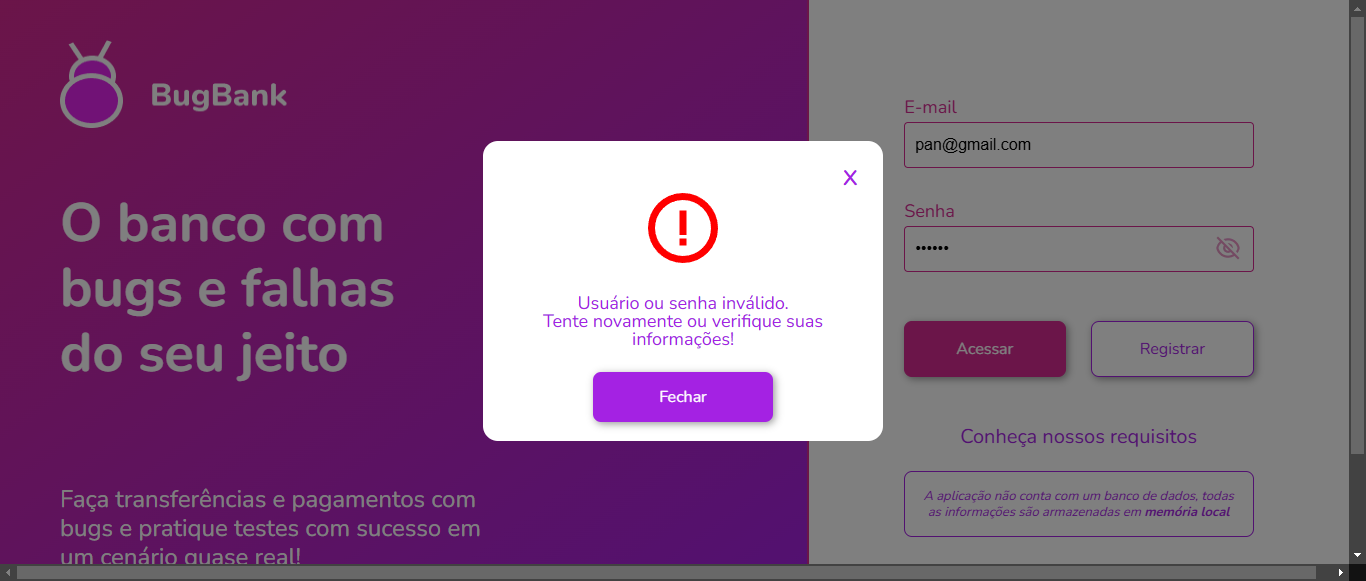 BugBank
O banco com
bugs e falhas
do seu jeito
Faça transferências e pagamentos com
bugs e pratique testes com sucesso em
um cenário quase real!
X
Usuário ou senha inválido.
Tente novamente ou verifique suas
informações!
Fechar
E-mail
pan@gmail.com
Senha
••••••
Acessar
Registrar
Conheça nossos requisitos
A aplicação não conta com um banco de dados, todas
as informações são armazenadas em memória local